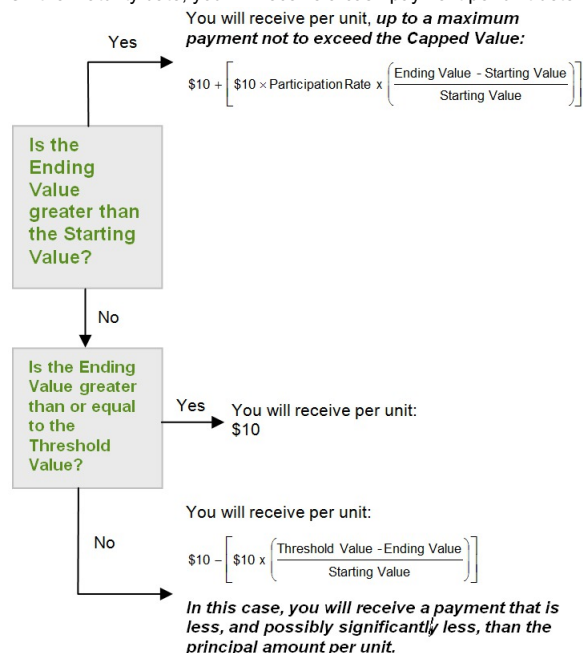 You will receive per unit, up to a maximum
payment not to exceed the Capped Value:
Yes
$10 + [ $10 × Participation Rate x ( Ending Value - Starting Value / Starting Value ) ]
Is the
Ending
Value
greater than
the Starting
Value?
No
Is the Ending
Value greater
than or equal
to the
Threshold
Value?
Yes
You will receive per unit:
$10
No
You will receive per unit:
$10 − [ $10 x ( Threshold Value - Ending Value / Starting Value ) ]
In this case, you will receive a payment that is
less, and possibly significantly less, than the
principal amount per unit.